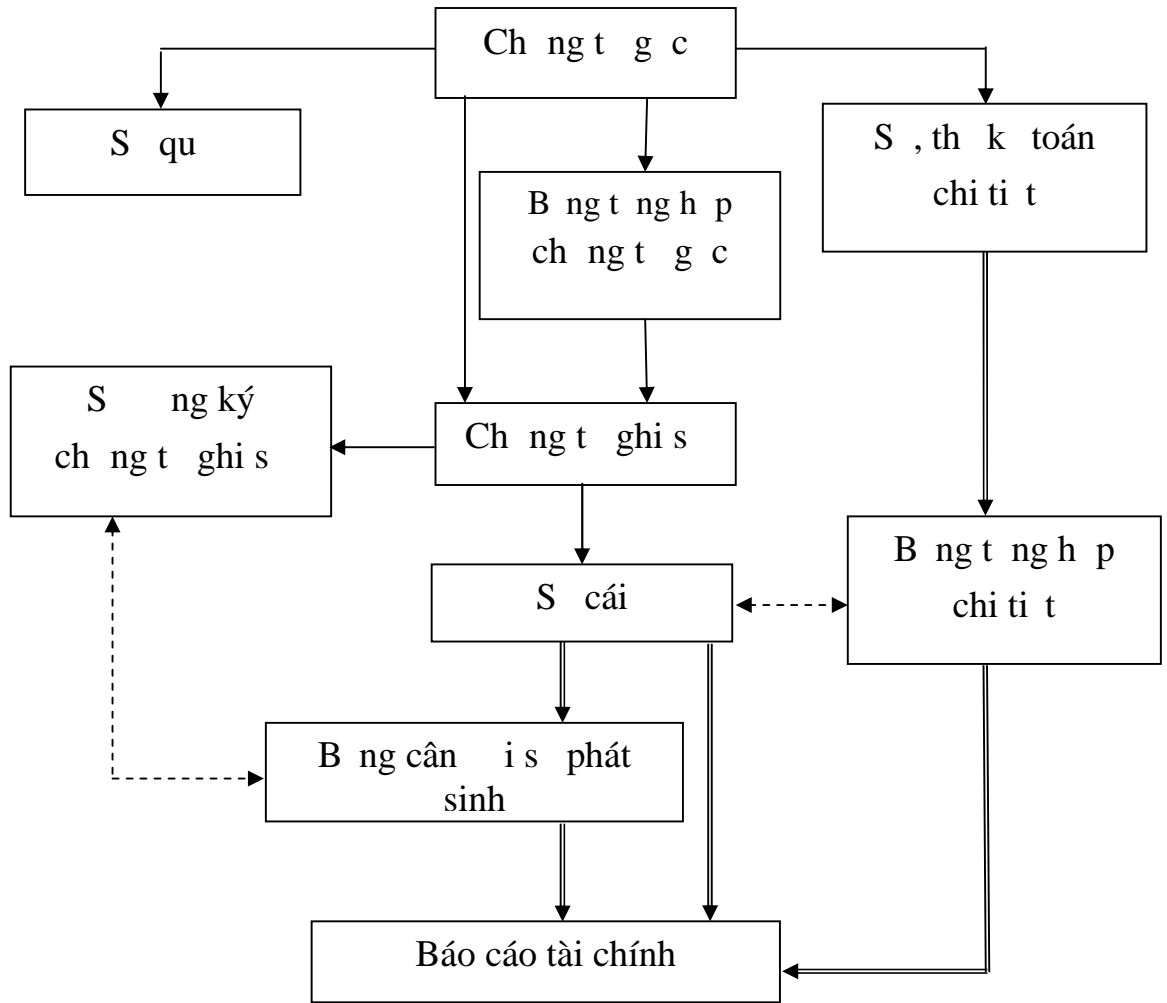 Ch ng t g c
S qu
S , th k toán
chi ti t
B ng t ng h p
ch ng t g c
S ng ký
ch ng t ghi s
Ch ng t ghi s
S cái
B ng t ng h p
chi ti t
B ng cân i s phát
sinh
Báo cáo tài chính